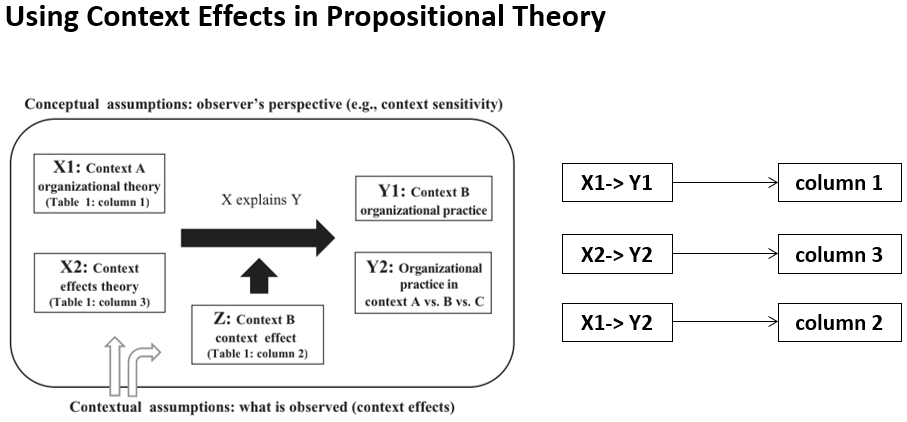 Using Context Effects in Propositional Theory
Conceptual assumptions: observer's perspective (e.g., context sensitivity)
X1: Context A
organizational theory
(Table 1: column 1)
X explains Y
Y1: Context B
organizational practice
X2: Context
effects theory
(Table 1: column 3)
Y2: Organizational
practice in
context A vs. B vs. C
Z: Context B
context effect
(Table 1: column 2)
Contextual assumptions: what is observed (context effects)
X1-> Y1
column 1
X2-> Y2
column 3
X1-> Y2
column 2